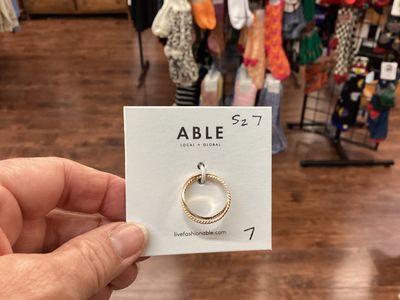 ABLE
Sz 7
LOCAL + GLOBAL
livefashionable.com
7